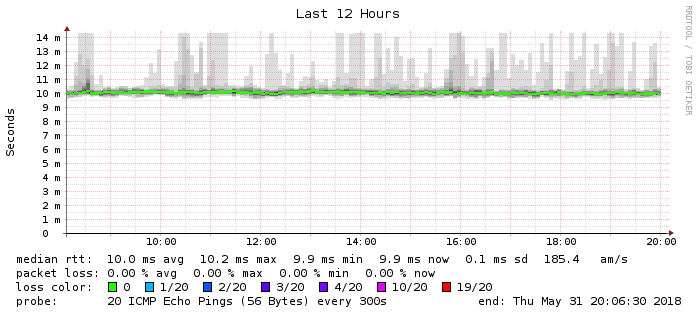 Last 12 Hours
RRDTOOL / TOBI OETIKER
Seconds
14 m
13 m
12 m
11 m
10 m
9 m
8 m
7 m
6 m
5 m
4 m
3 m
2 m
1 m
0
10:00 12:00 14:00 16:00 18:00 20:00
median rtt: 10.0 ms avg 10.2 ms max 9.9 ms min 9.9 ms now 0.1 ms sd 185.4 am/s
packet loss: 0.00 % avg 0.00 % max 0.00 % min 0.00 % now
loss color: 0 1/20 2/20 3/20 4/20 10/20 19/20
probe: 20 ICMP Echo Pings (56 Bytes) every 300s end: Thu May 31 20:06:30 2018